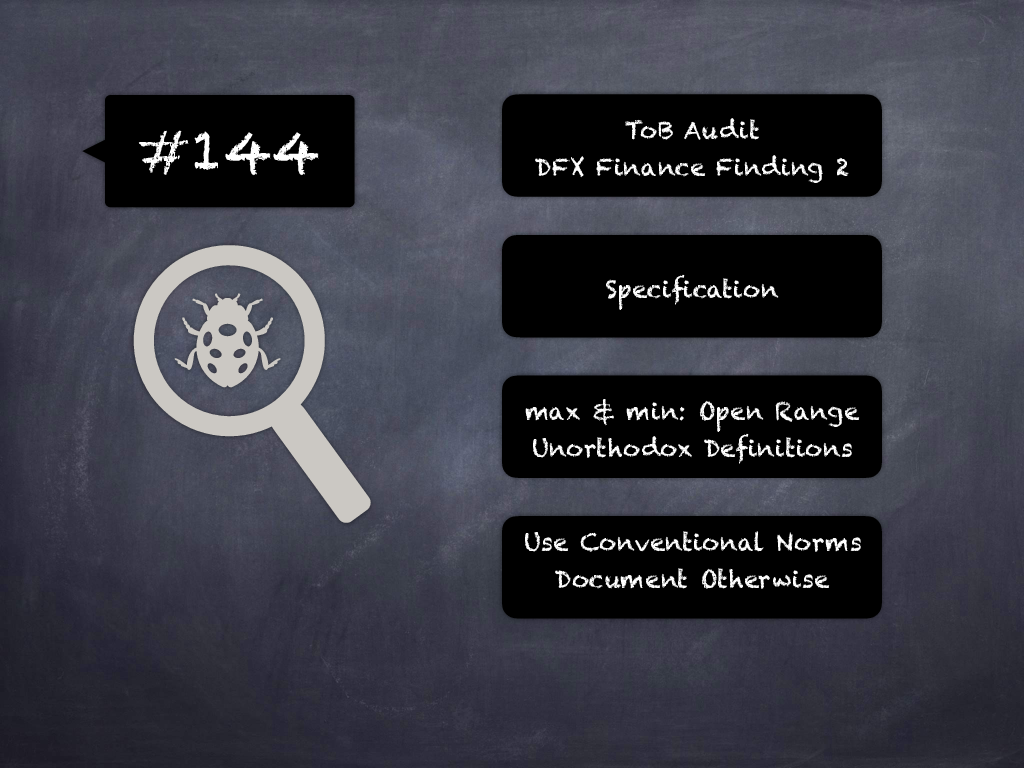 #144
ToB Audit
DFX Finance Finding 2
Specification
max & min: Open Range
Unorthodox Definitions
Use Conventional Norms
Document Otherwise